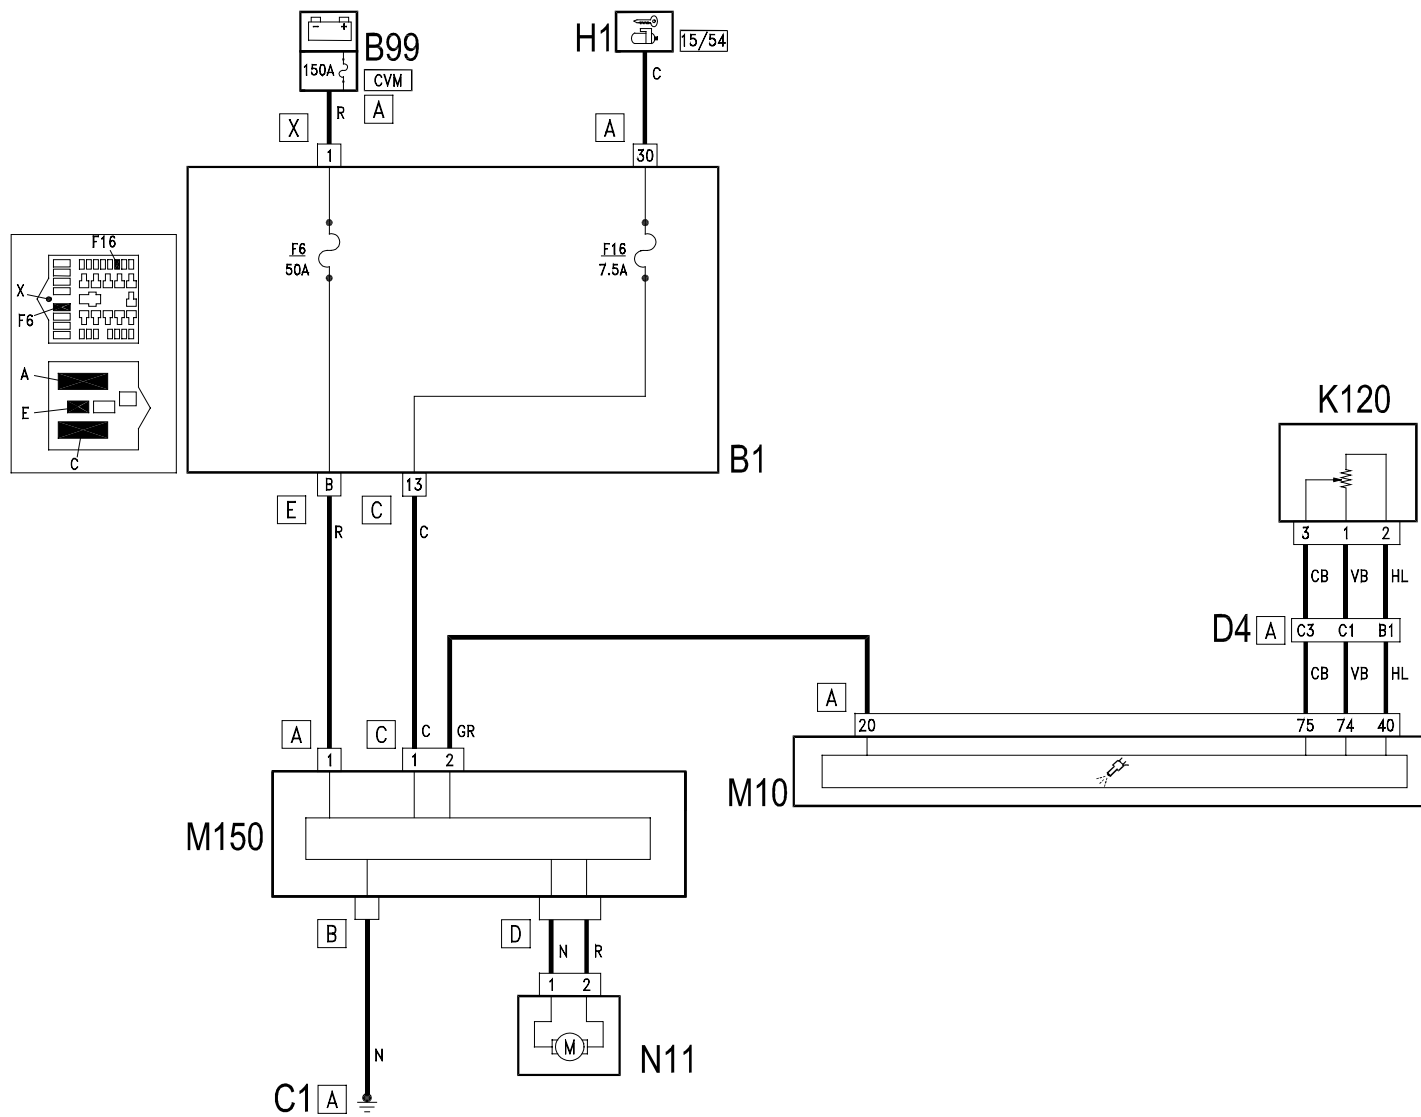 B99
150A
CVM
H1
15/54
R
A
C
X
1
A
30
F16
X
F6
A
E
C
F6
50A
F16
7.5A
B1
B
13
E
C
R
C
K120
3 1 2
CB VB HL
D4 A C3 C1 B1
CB VB HL
A
20 75 74 40
M10
A
C
C
GR
1
1 2
M150
B
D
N R
1 2
M
N11
N
C1 A